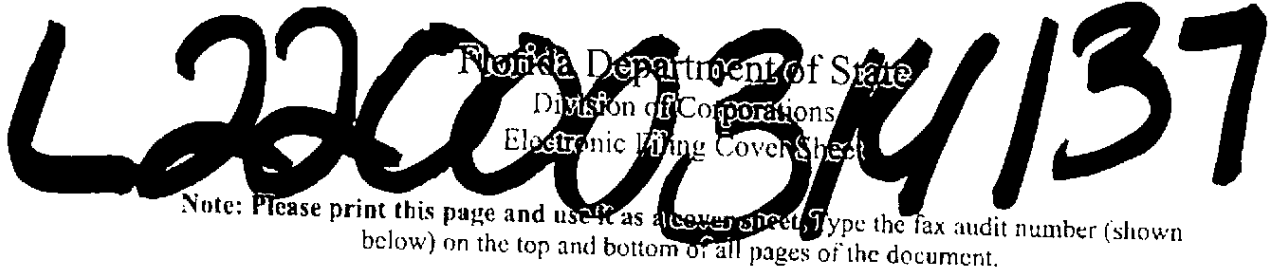 L22000314137
Florida Department of State
Division of Corporations
Electronic Filing Cover Sheet
Note: Please print this page and use it as a cover sheet. Type the fax audit number (shown
below) on the top and bottom of all pages of the document.